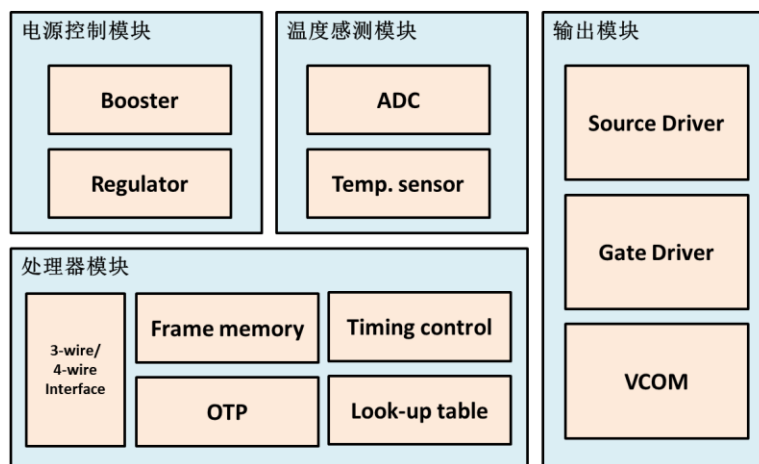 电源控制模块
Booster
Regulator
温度感测模块
ADC
Temp. sensor
输出模块
Source Driver
Gate Driver
VCOM
处理器模块
3-wire/
4-wire
Interface
Frame memory
Timing control
OTP
Look-up table